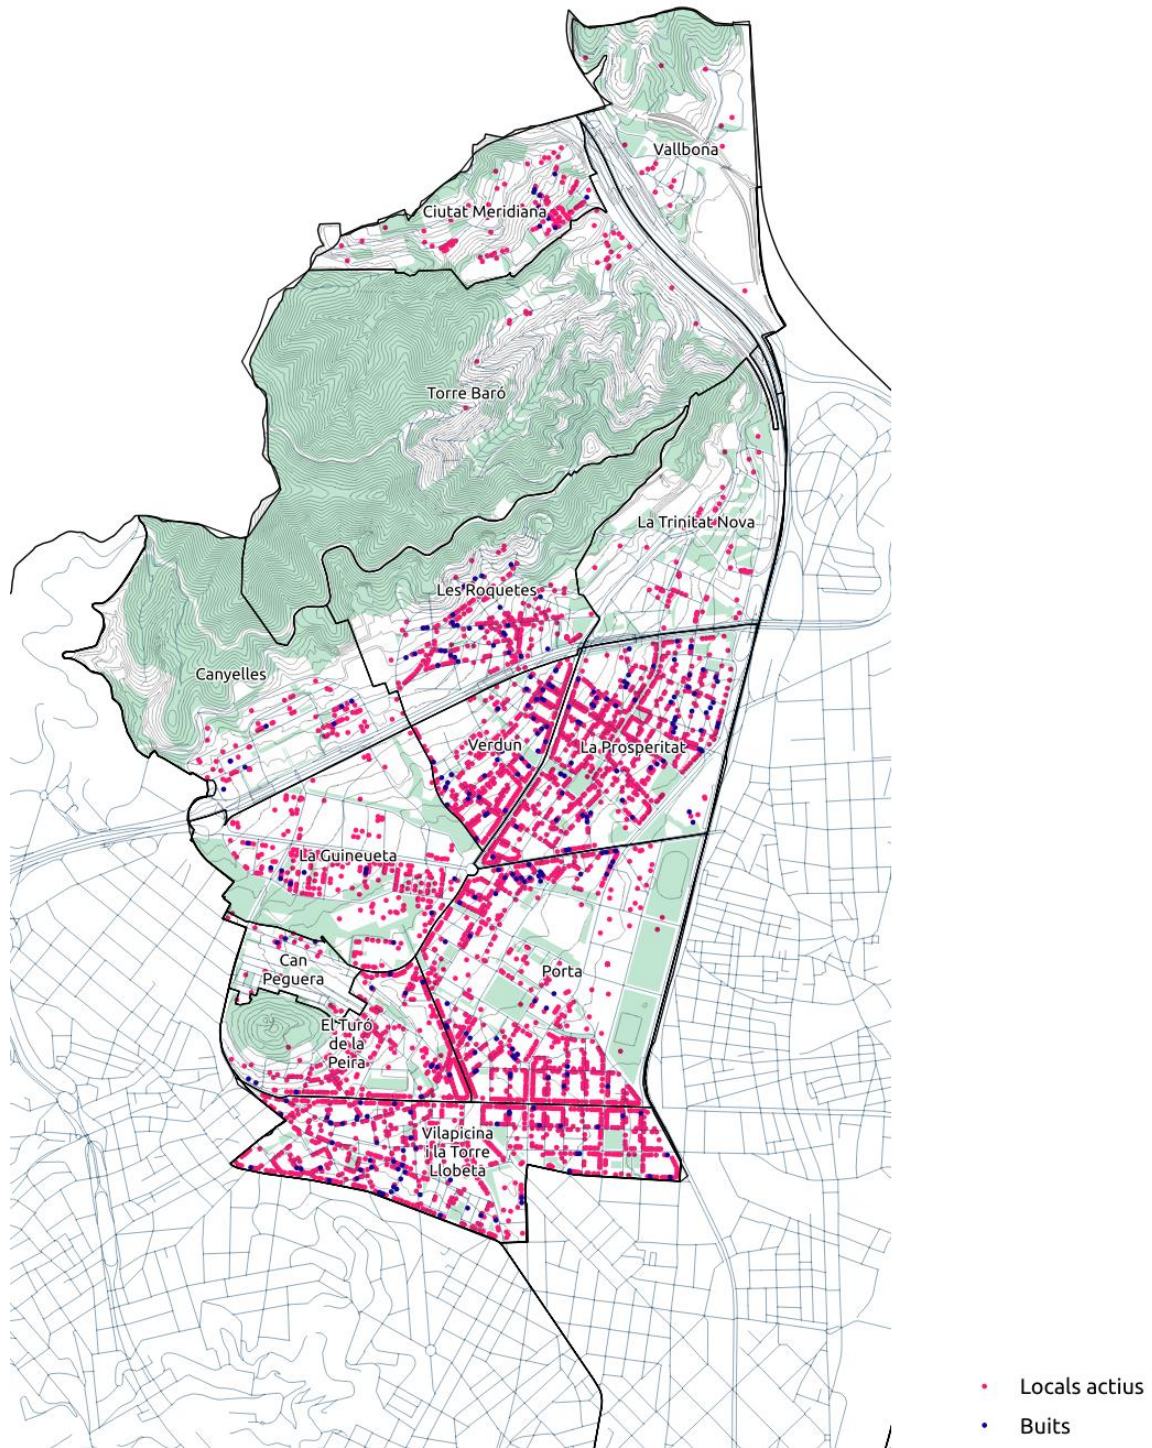 Vallbona
Ciutat Meridiana
Torre Baró
La Trinitat Nova
Les Roquetes
Canyelles
Verdun
La Prosperitat
La Guineueta
Can
Peguera
Porta
El Turó
de la
Peira
Vilapicina
i la Torre
Llobeta
Locals actius
Buits